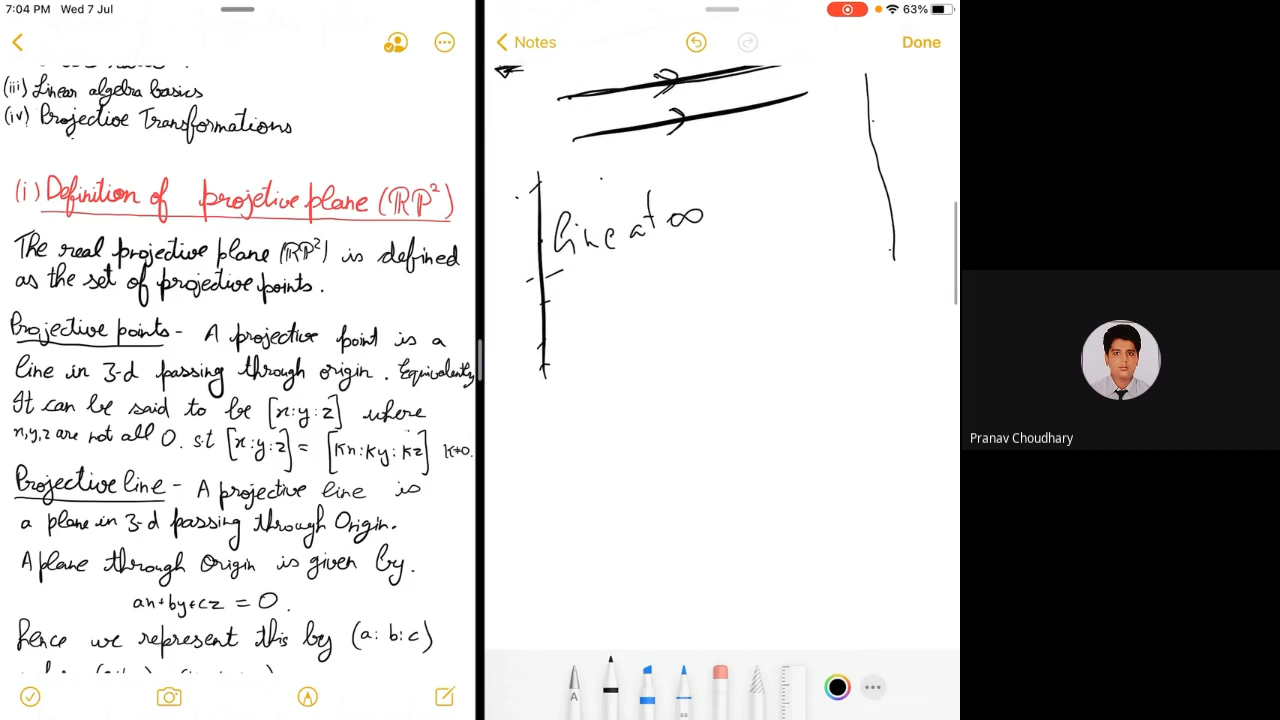 7:04 PM Wed 7 Jul
63%
Notes
Done
(iii) Linear algebra basics
(iv) Projective Transformations
(i) Definition of projetive plane (ℝℙ²)
The real projective plane (ℝℙ²) is defined
as the set of projective points.
Projective points - A projective point is a
line in 3-d passing through origin. Equivalently
It can be said to be [x:y:z] where
x,y,z are not all 0. s.t [x:y:z] = [Kx:Ky:Kz] K≠0.
Projective line - A projective line is
a plane in 3-d passing through Origin.
A plane through Origin is given by.
ax+by+cz = 0.
hence we represent this by (a:b:c)
line at ∞
Pranav Choudhary